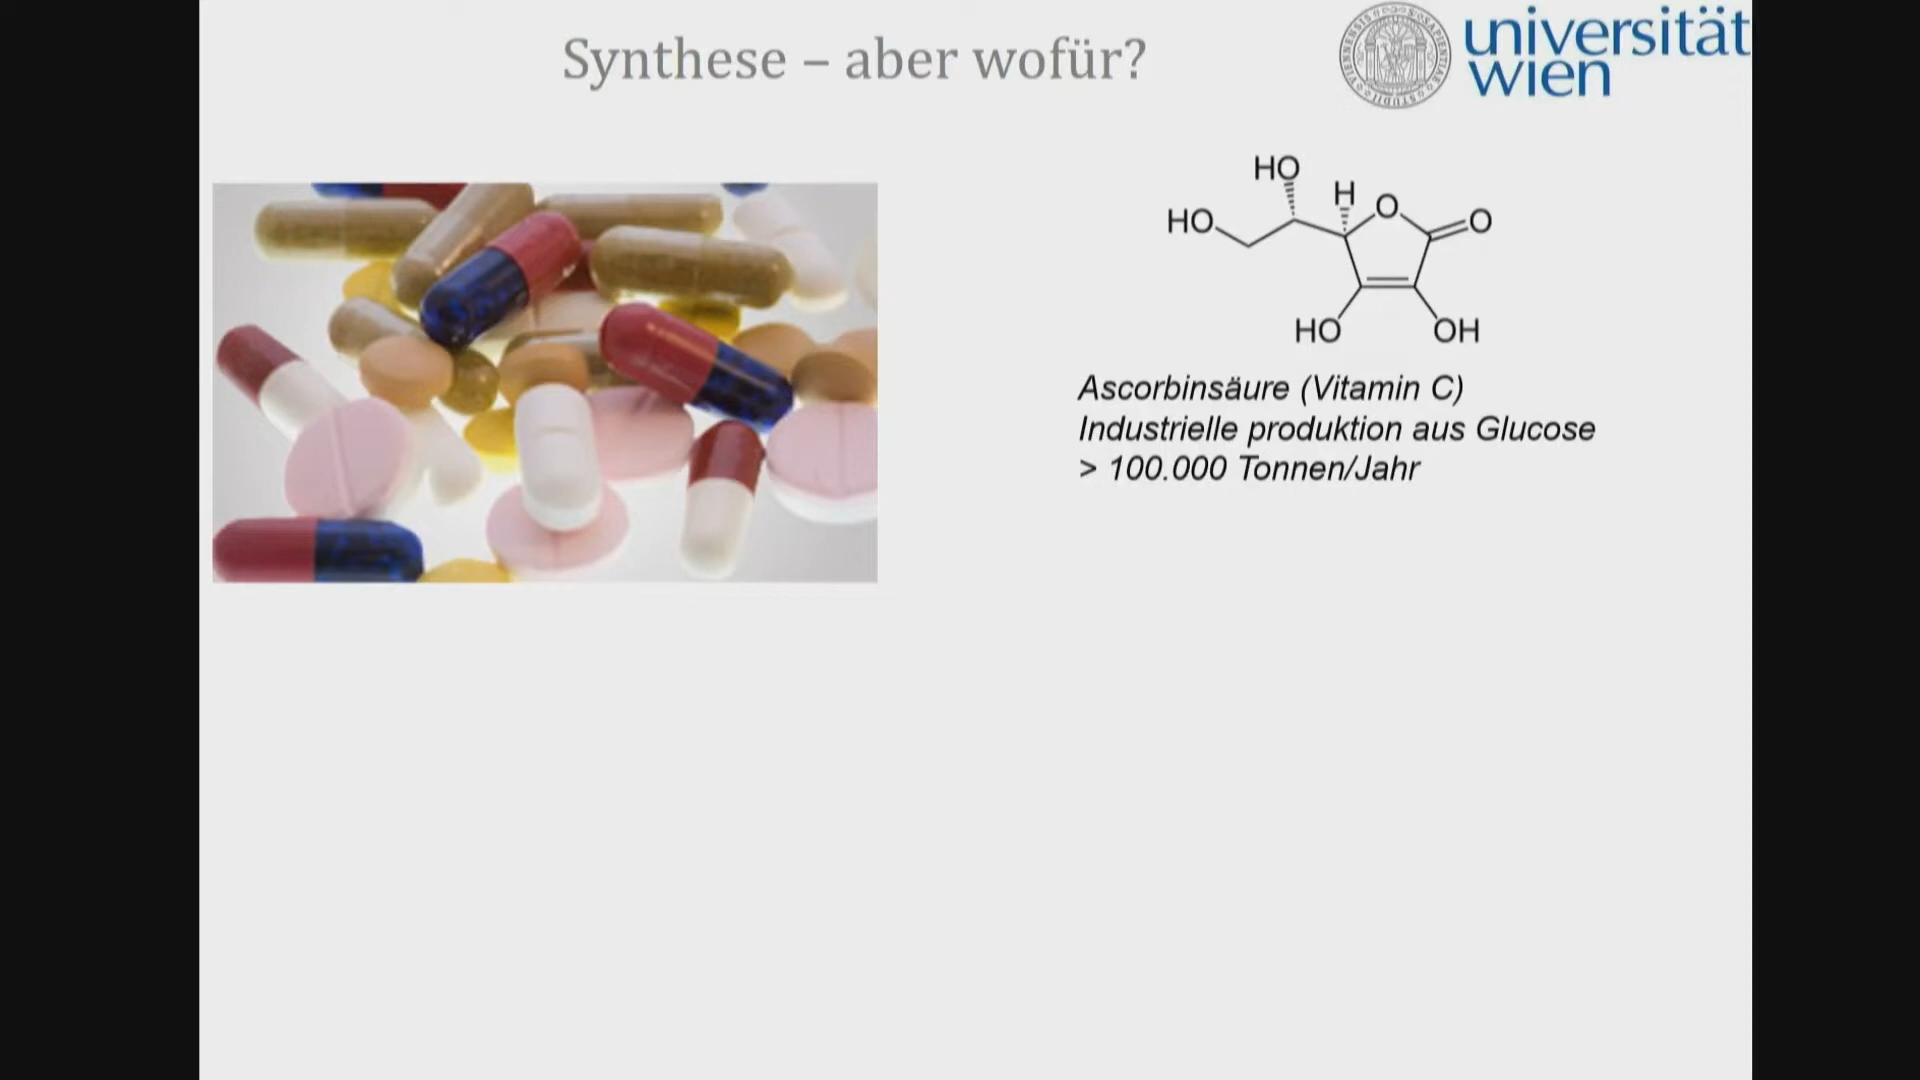 Synthese – aber wofür?
universität
wien
HO
H
O
O
HO
HO
OH
Ascorbinsäure (Vitamin C)
Industrielle produktion aus Glucose
> 100.000 Tonnen/Jahr